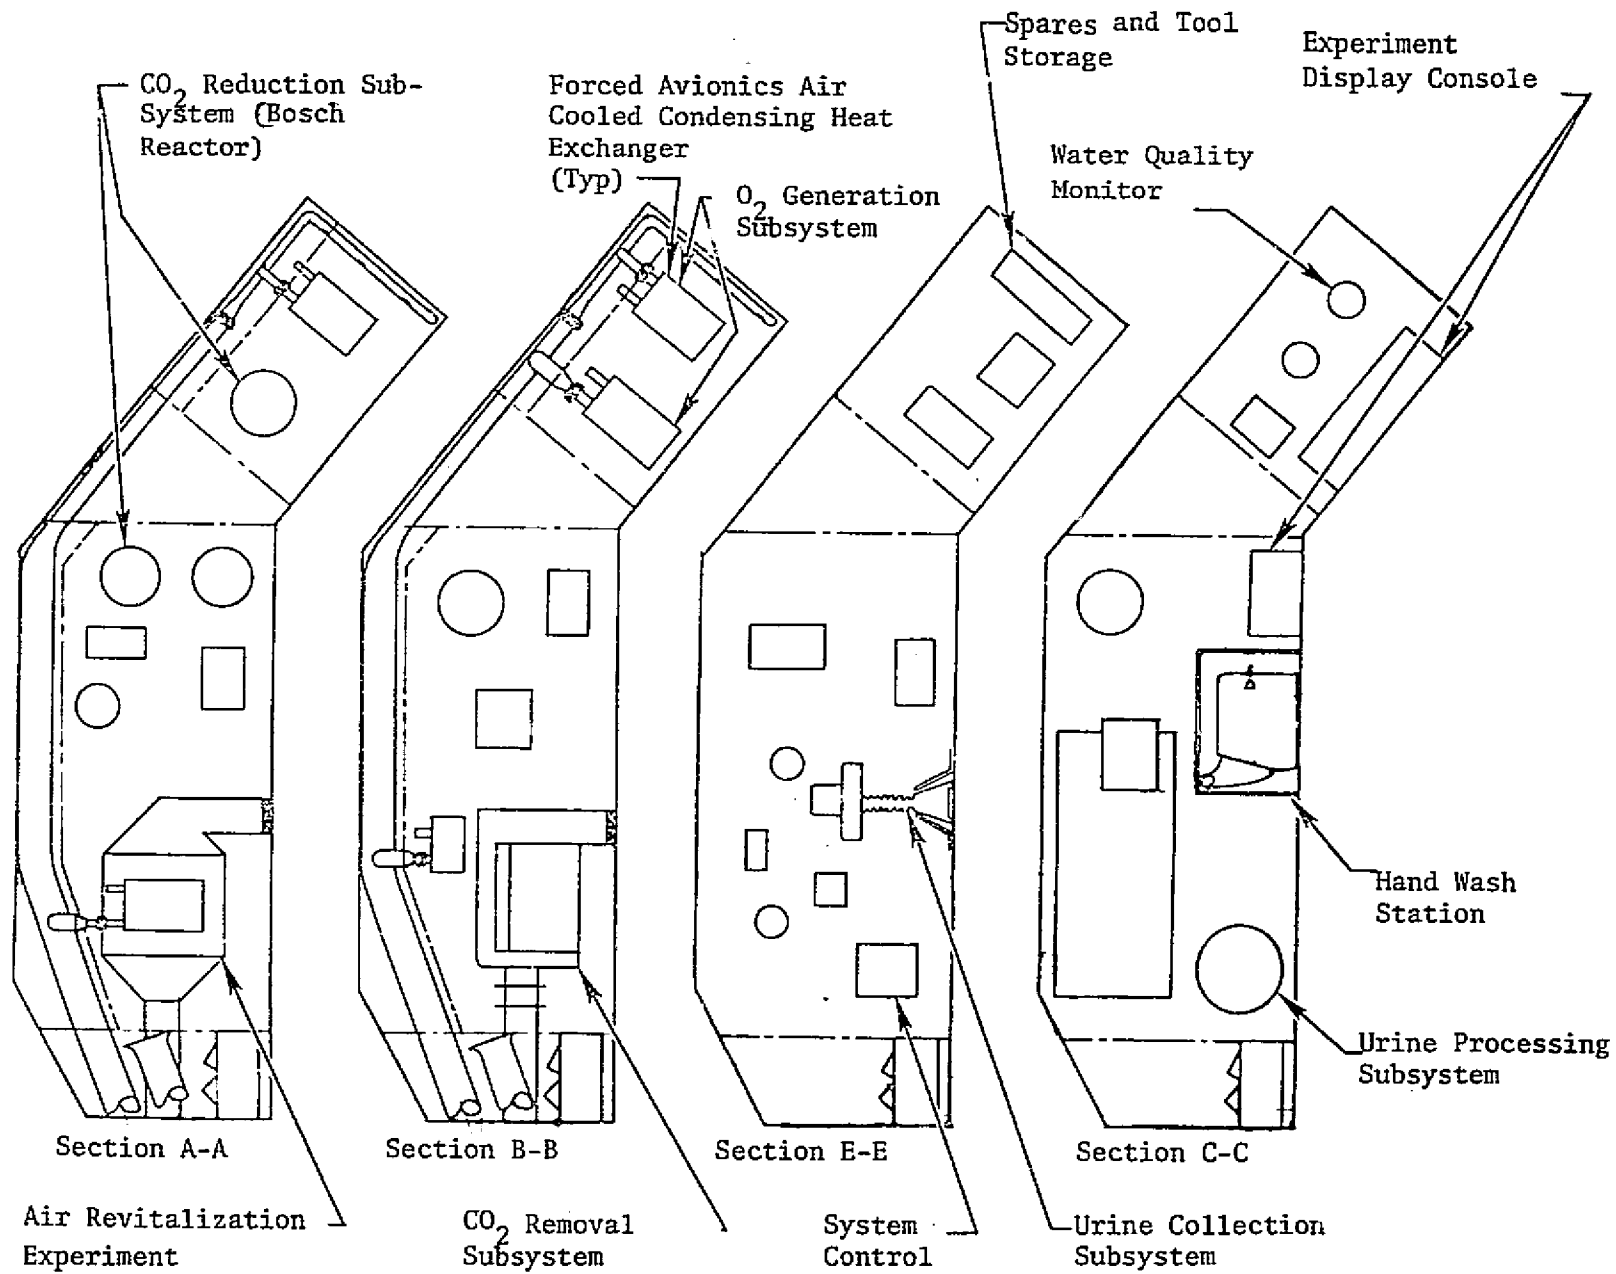 Spares and Tool
Storage
Experiment
Display Console
CO2 Reduction Sub-
System (Bosch
Reactor)
Forced Avionics Air
Cooled Condensing Heat
Exchanger
(Typ)
Water Quality
Monitor
O2 Generation
Subsystem
Hand Wash
Station
Urine Processing
Subsystem
Section A-A
Section B-B
Section E-E
Section C-C
Air Revitalization
Experiment
CO2 Removal
Subsystem
System
Control
Urine Collection
Subsystem